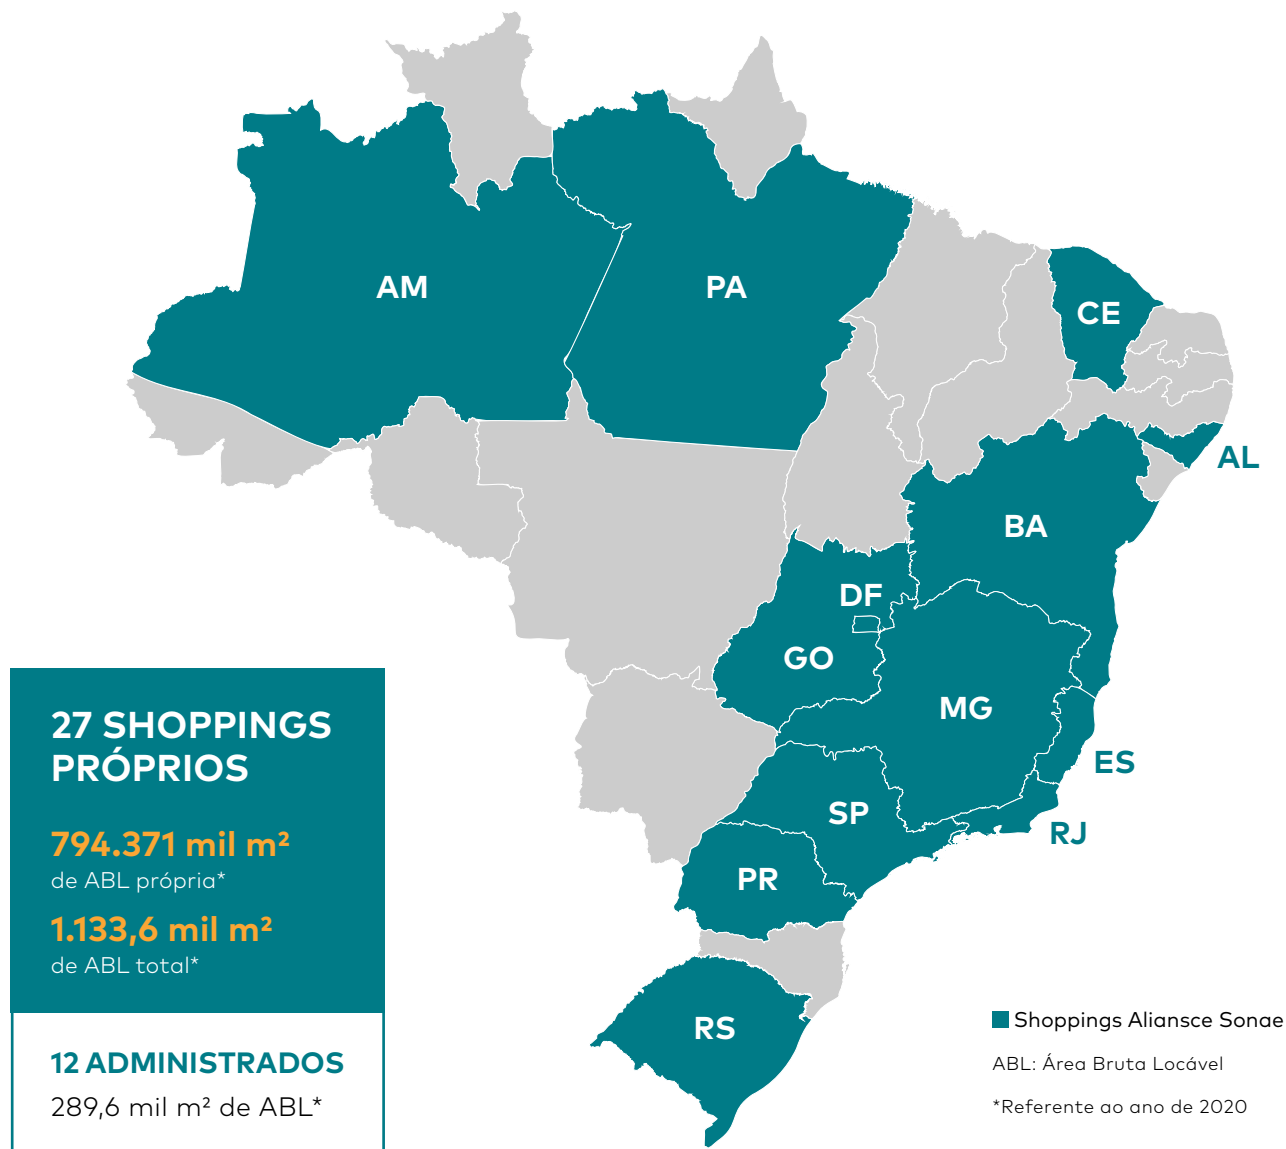 AM
PA
CE
AL
BA
DF
GO
MG
ES
SP
RJ
PR
RS
27 SHOPPINGS
PRÓPRIOS
794.371 mil m²
de ABL própria*
1.133,6 mil m²
de ABL total*
12 ADMINISTRADOS
289,6 mil m² de ABL*
Shoppings Aliansce Sonae
ABL: Área Bruta Locável
*Referente ao ano de 2020